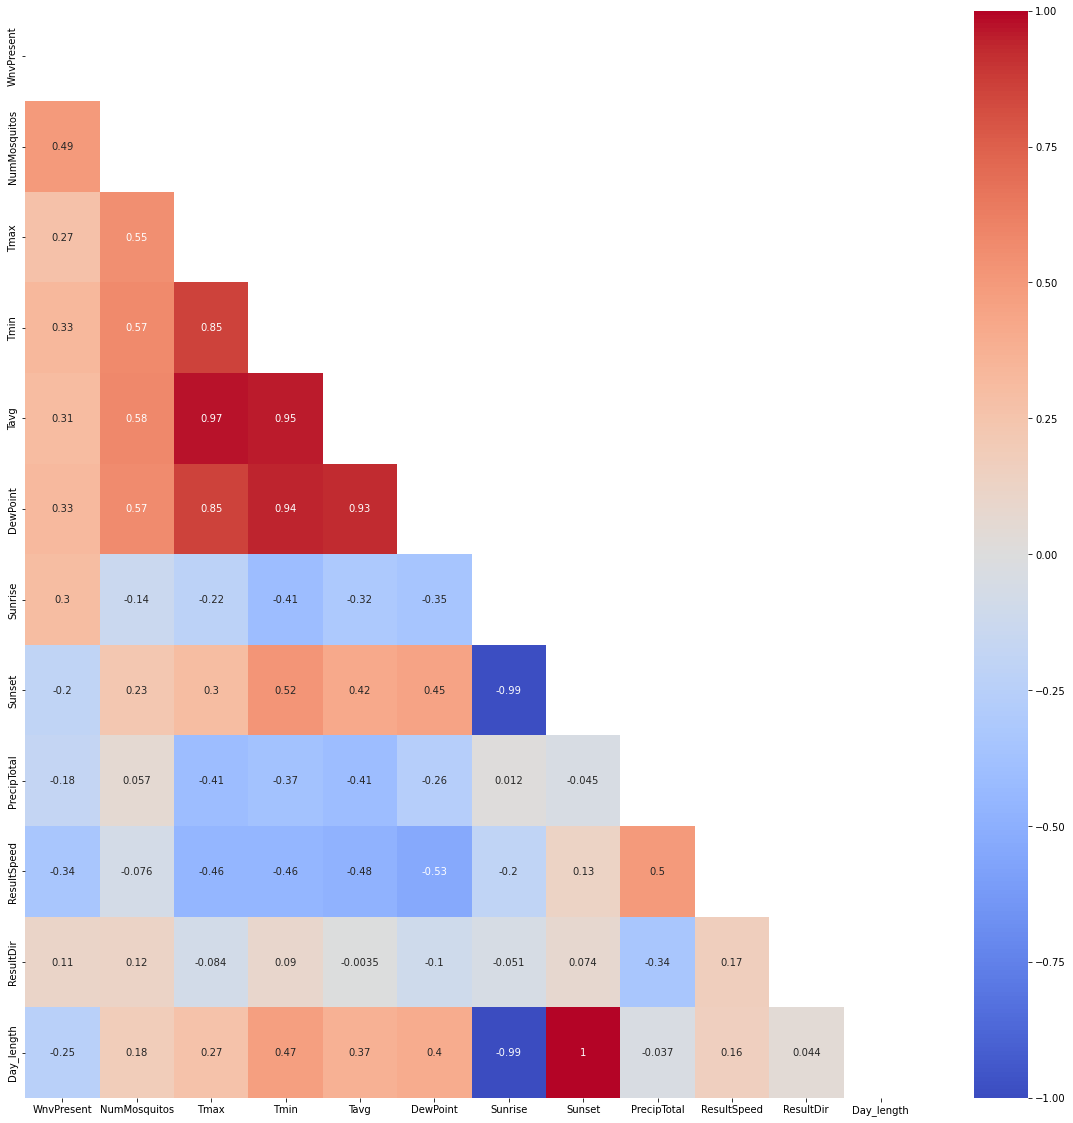 WnvPresent
NumMosquitos 0.49
Tmax 0.27 0.55
Tmin 0.33 0.57 0.85
Tavg 0.31 0.58 0.97 0.95
DewPoint 0.33 0.57 0.85 0.94 0.93
Sunrise 0.3 -0.14 -0.22 -0.41 -0.32 -0.35
Sunset -0.2 0.23 0.3 0.52 0.42 0.45 -0.99
PrecipTotal -0.18 0.057 -0.41 -0.37 -0.41 -0.26 0.012 -0.045
ResultSpeed -0.34 -0.076 -0.46 -0.46 -0.48 -0.53 -0.2 0.13 0.5
ResultDir 0.11 0.12 -0.084 0.09 -0.0035 -0.1 -0.051 0.074 -0.34 0.17
Day_length -0.25 0.18 0.27 0.47 0.37 0.4 -0.99 1 -0.037 0.16 0.044
WnvPresent NumMosquitos Tmax Tmin Tavg DewPoint Sunrise Sunset PrecipTotal ResultSpeed ResultDir Day_length
1.00
0.75
0.50
0.25
0.00
−0.25
−0.50
−0.75
−1.00